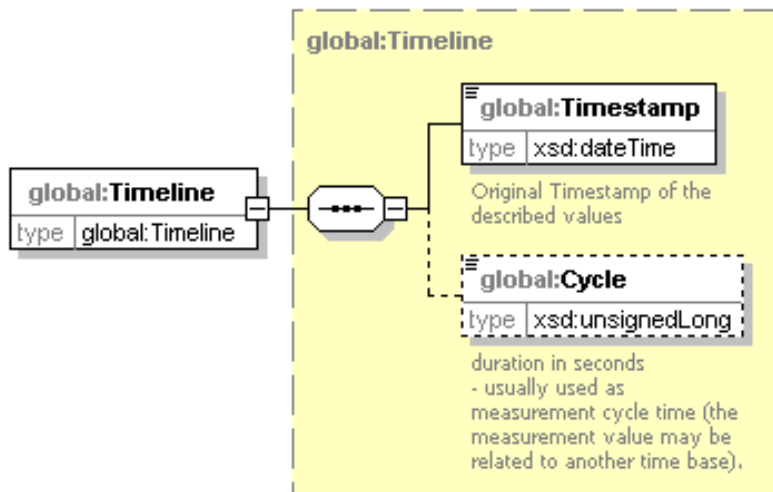 global:Timeline
global:Timestamp
type xsd:dateTime
Original Timestamp of the
described values
global:Timeline
type global:Timeline
global:Cycle
type xsd:unsignedLong
duration in seconds
- usually used as
measurement cycle time (the
measurement value may be
related to another time base).